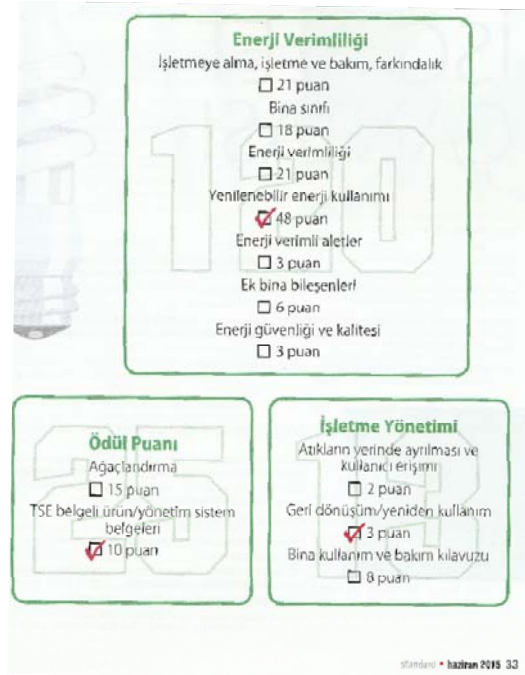 Enerji Verimliliği
İşletmeye alma, işletme ve bakım, farkındalık
21 puan
Bina sınıfı
18 puan
Enerji verimliliği
21 puan
Yenilenebilir enerji kullanımı
48 puan
Enerji verimli aletler
3 puan
Ek bina bileşenleri
6 puan
Enerji güvenliği ve kalitesi
3 puan
120
Ödül Puanı
Ağaçlandırma
15 puan
TSE belgeli ürün/yönetim sistem
belgeleri
10 puan
25
İşletme Yönetimi
Atıkların yerinde ayrılması ve
kullanıcı erişimi
2 puan
Geri dönüşüm/yeniden kullanım
3 puan
Bina kullanım ve bakım kılavuzu
8 puan
13
standard • haziran 2015 33